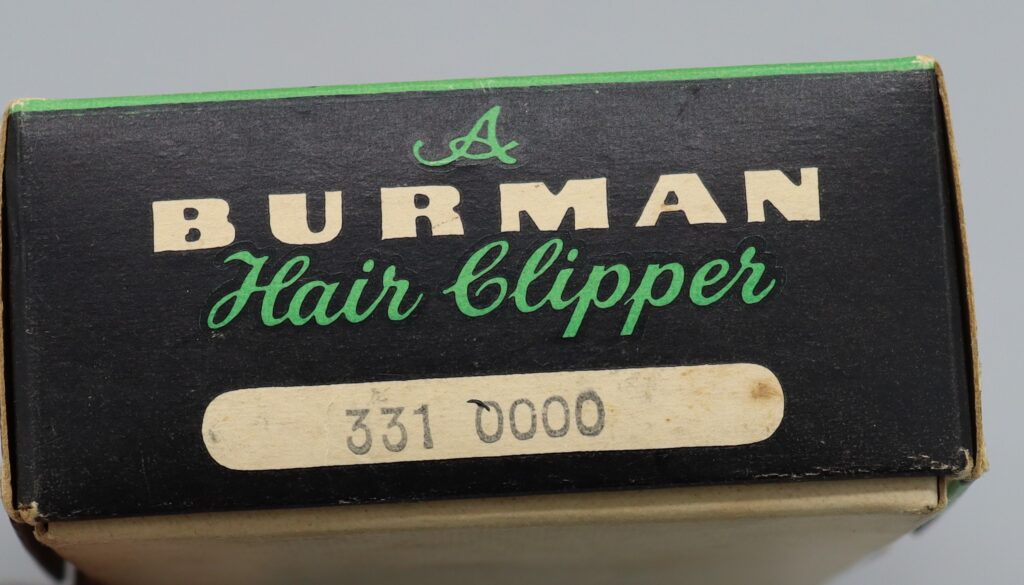 A
BURMAN
Hair Clipper
331 0000